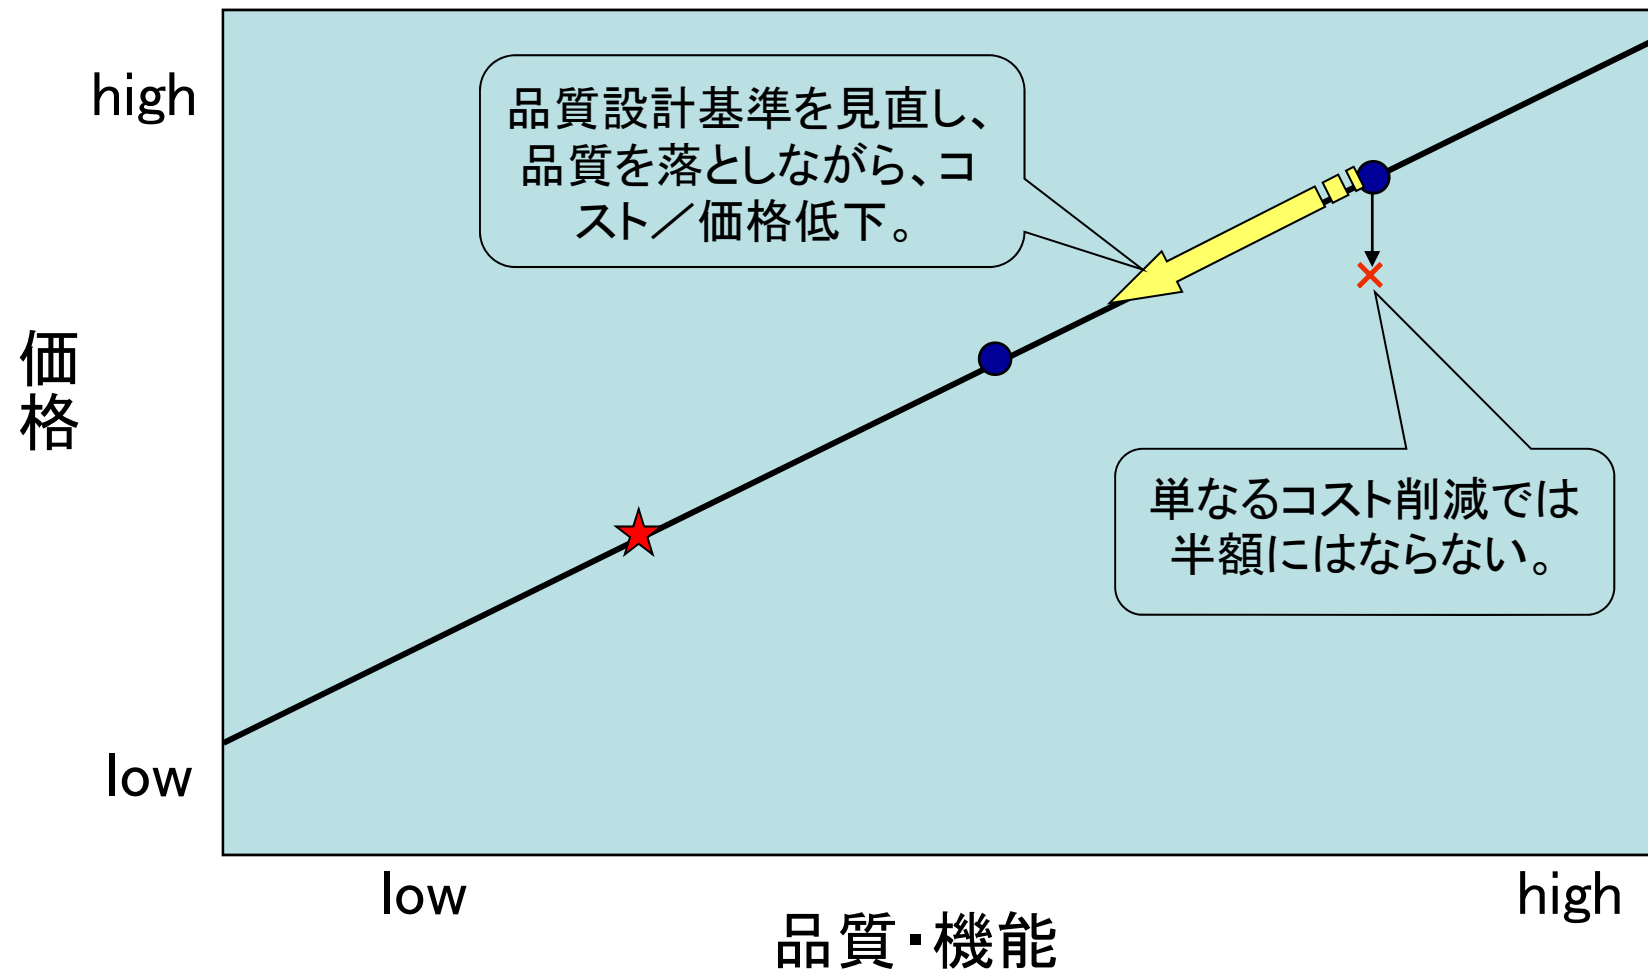 high
品質設計基準を見直し、
品質を落としながら、コ
スト／価格低下。
価
格
単なるコスト削減では
半額にはならない。
low
low
high
品質・機能